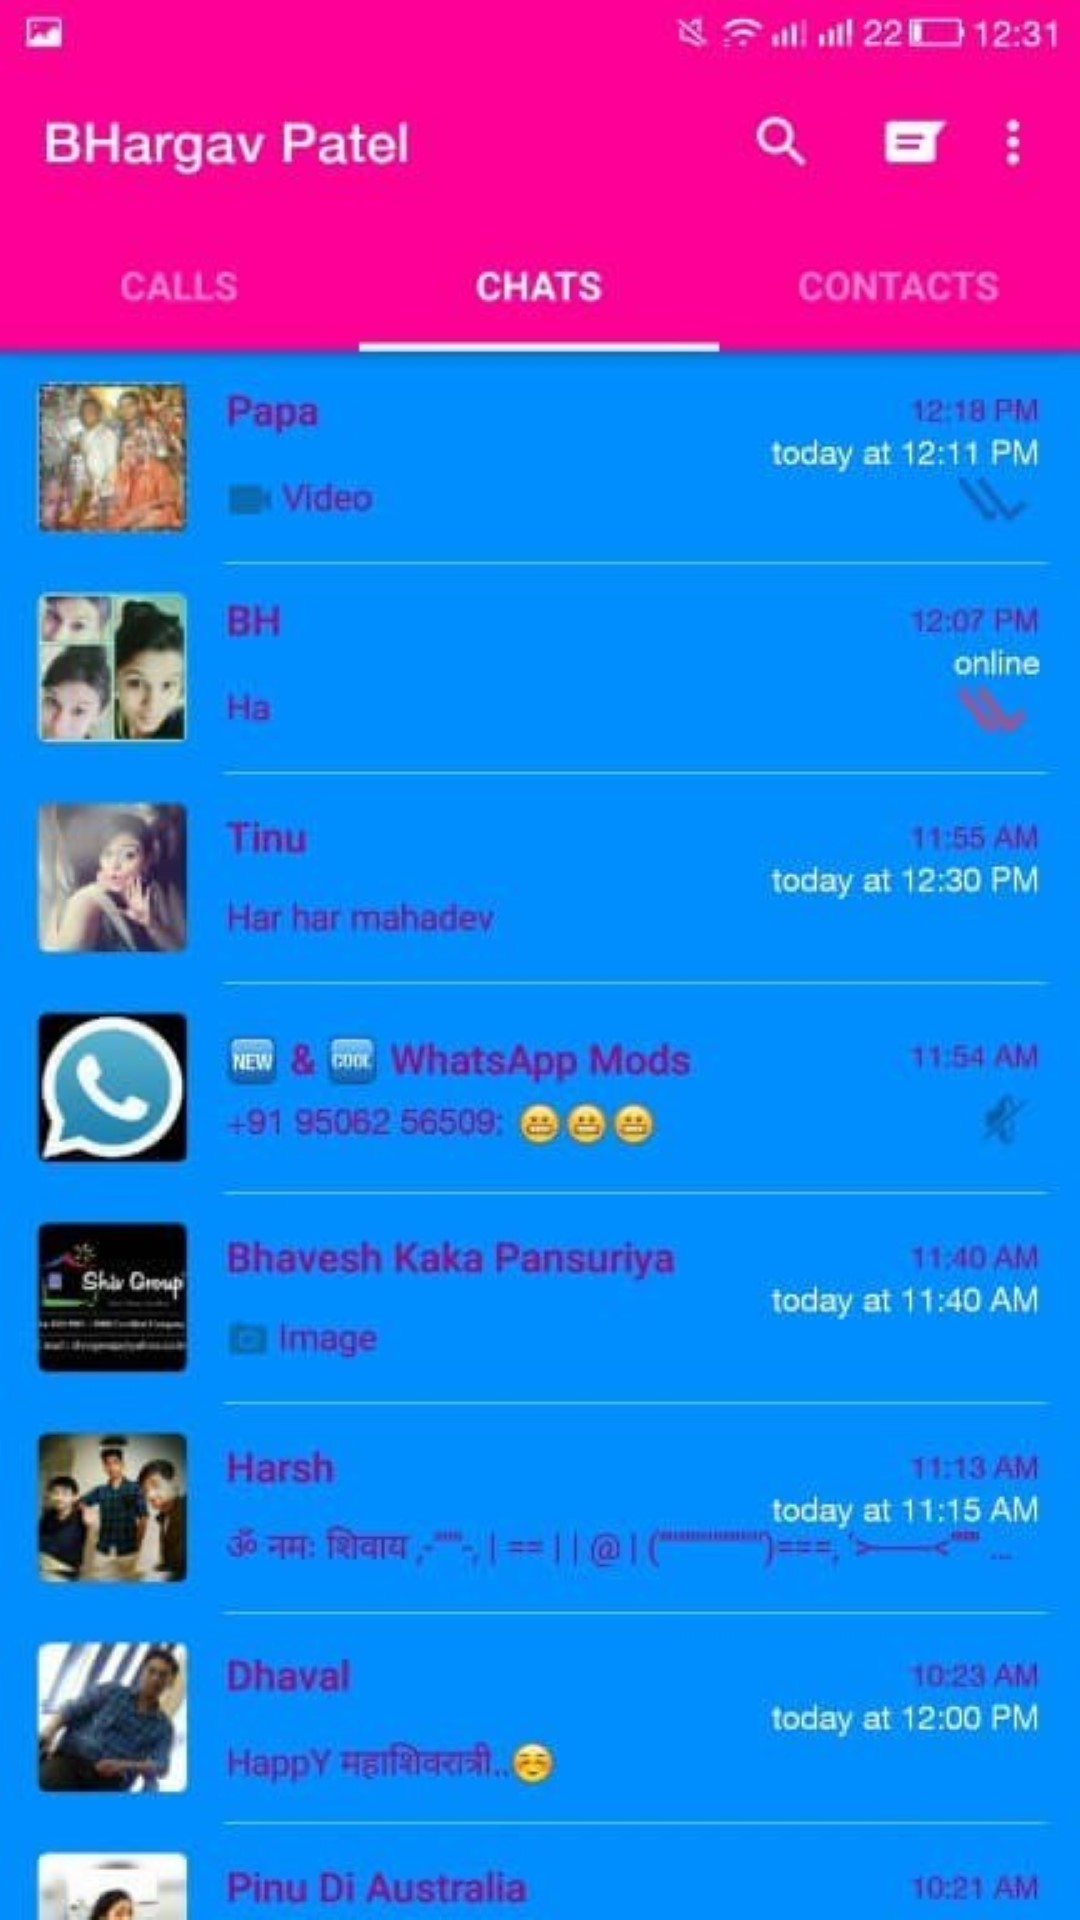 22 12:31
BHargav Patel
CALLS CHATS CONTACTS
Papa 12:18 PM
today at 12:11 PM
Video
BH 12:07 PM
online
Ha
Tinu 11:55 AM
today at 12:30 PM
Har har mahadev
🆕 & 🆒 WhatsApp Mods 11:54 AM
+91 95062 56509: 😬😬😬
Shiv Group
Bhavesh Kaka Pansuriya 11:40 AM
today at 11:40 AM
Image
Harsh 11:13 AM
today at 11:15 AM
ॐ नमः शिवाय ,-""-, | == | | @ | (""""""""""")===, '>———<"""" ...
Dhaval 10:23 AM
today at 12:00 PM
HappY महाशिवरात्री..☺️
Pinu Di Australia 10:21 AM